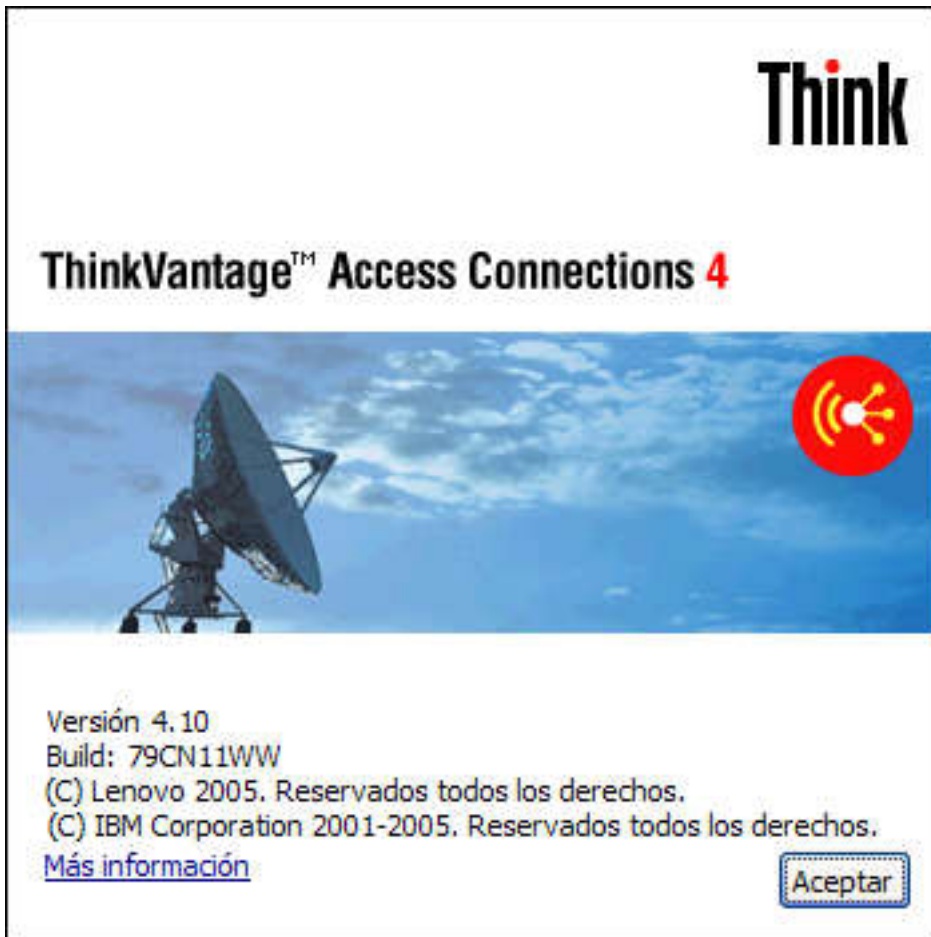 Think
ThinkVantage™ Access Connections 4
Versión 4.10
Build: 79CN11WW
(C) Lenovo 2005. Reservados todos los derechos.
(C) IBM Corporation 2001-2005. Reservados todos los derechos.
Más información
Aceptar